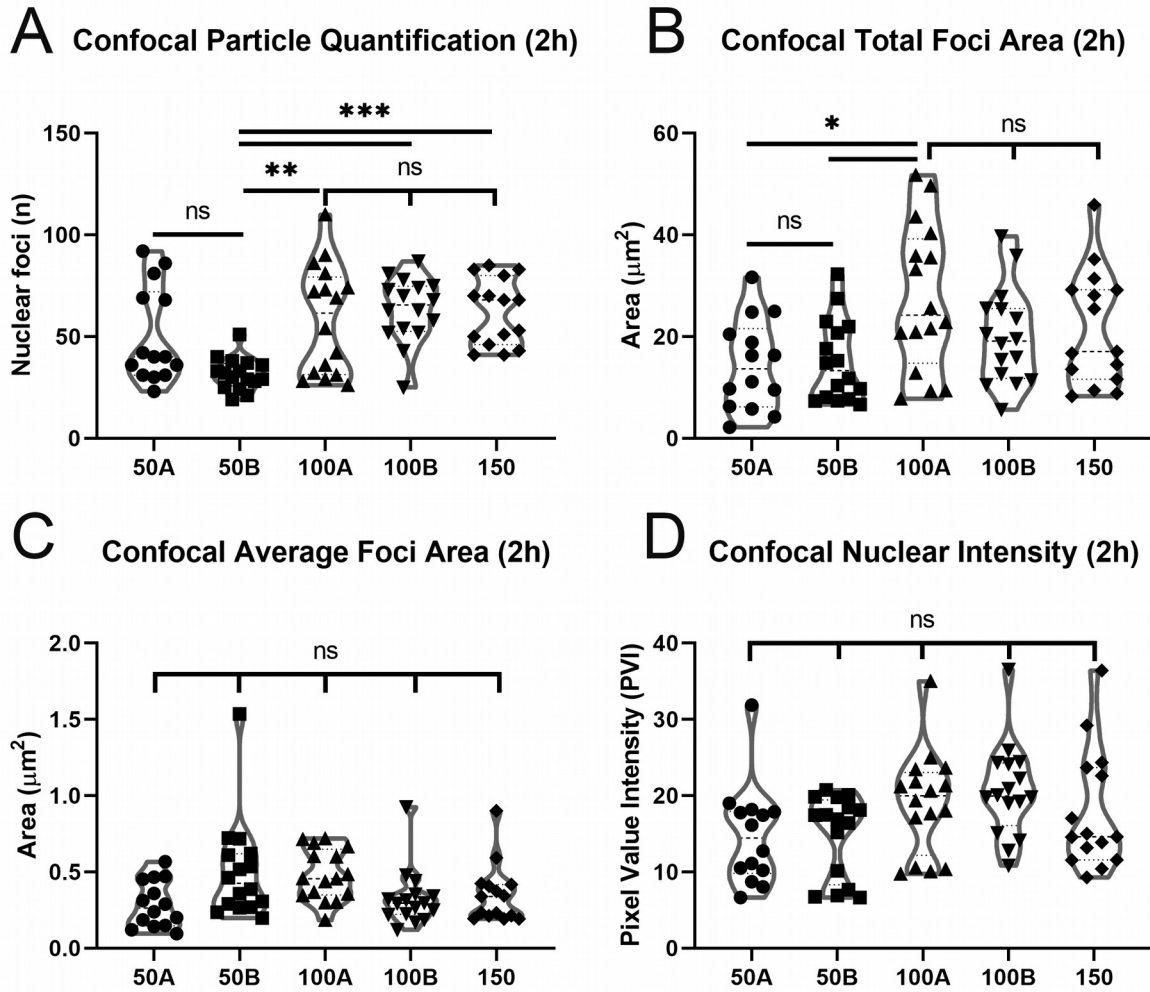 A Confocal Particle Quantification (2h)
***
**
ns
ns
Nuclear foci (n)
150
100
50
0
50A 50B 100A 100B 150
B Confocal Total Foci Area (2h)
*
ns
ns
Area (μm²)
60
40
20
0
50A 50B 100A 100B 150
C Confocal Average Foci Area (2h)
ns
Area (μm²)
2.0
1.5
1.0
0.5
0.0
50A 50B 100A 100B 150
D Confocal Nuclear Intensity (2h)
ns
Pixel Value Intensity (PVI)
40
30
20
10
0
50A 50B 100A 100B 150